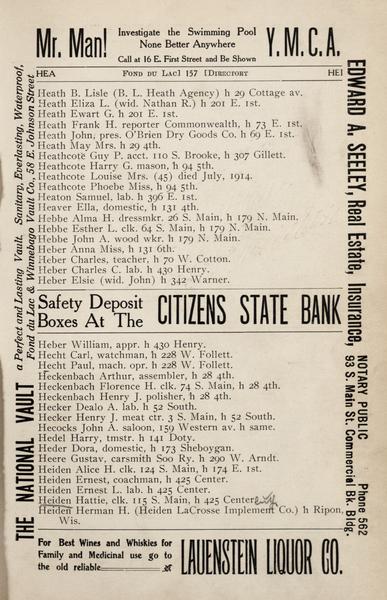 Mr. Man!
Investigate the Swimming Pool
None Better Anywhere
Call at 16 E. First Street and Be Shown
Y. M. C. A.
HEA FOND DU LAC] 157 [DIRECTORY HEI
Heath B. Lisle (B. L. Heath Agency) h 29 Cottage av.
Heath Eliza L. (wid. Nathan R.) h 201 E. 1st.
Heath Ewart G. h 201 E. 1st.
Heath Frank H. reporter Commonwealth, h 73 E. 1st.
Heath John, pres. O'Brien Dry Goods Co. h 69 E. 1st.
Heath May Mrs. h 29 4th.
Heathcote Guy P. acct. 110 S. Brooke, h 307 Gillett.
Heathcote Harry G. mason, h 94 5th.
Heathcote Louise Mrs. (45) died July, 1914.
Heathcote Phoebe Miss, h 94 5th.
Heaton Samuel, lab. h 396 E. 1st.
Heaver Ella, domestic, h 131 4th.
Hebbe Alma H. dressmkr. 26 S. Main, h 179 N. Main.
Hebbe Esther L. clk. 64 S. Main, h 179 N. Main.
Hebbe John A. wood wkr. h 179 N. Main.
Heber Anna Miss, h 131 6th.
Heber Charles, teacher, h 70 W. Cotton.
Heber Charles C. lab. h 430 Henry.
Heber Elsie (wid. John) h 342 Warner.
Safety Deposit
Boxes At The
CITIZENS STATE BANK
Heber William, appr. h 430 Henry.
Hecht Carl, watchman, h 228 W. Follett.
Hecht Paul, mach. opr. h 228 W. Follett.
Heckenbach Arthur, assembler, h 28 4th.
Heckenbach Florence H. clk. 74 S. Main, h 28 4th.
Heckenbach Henry J. polisher, h 28 4th.
Hecker Dealo A. lab. h 52 South.
Hecker Henry J. meat ctr. 3 S. Main, h 52 South.
Hecocks John A. saloon, 159 Western av. h same.
Hedel Harry, tmstr. h 141 Doty.
Heder Dora, domestic, h 173 Sheboygan.
Heere Gustav, carsmith Soo Ry. h 290 W. Arndt.
Heiden Alice H. clk. 124 S. Main, h 174 E. 1st.
Heiden Ernest, coachman, h 425 Center.
Heiden Ernest L. lab. h 425 Center.
Heiden Hattie, clk. 115 S. Main, h 425 Center
Heiden Herman H. (Heiden LaCrosse Implement Co.) h Ripon,
Wis.
For Best Wines and Whiskies for
Family and Medicinal use go to
the old reliable
LAUENSTEIN LIQUOR CO.
THE NATIONAL VAULT
a Perfect and Lasting Vault. Sanitary, Everlasting, Waterproof,
Fond du Lac & Winnebago Vault Co., 58 E. Johnson Street
EDWARD A. SEELEY, Real Estate, Insurance,
NOTARY PUBLIC Phone 562
93 S. Main St. Commercial Bk. Bldg.